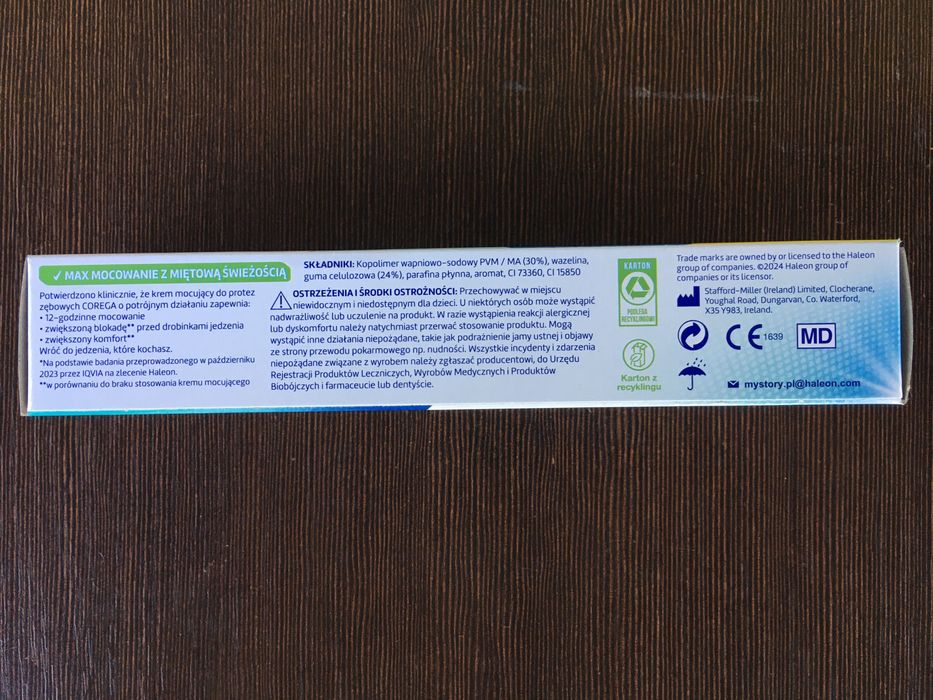 ✓ MAX MOCOWANIE Z MIĘTOWĄ ŚWIEŻOŚCIĄ
Potwierdzono klinicznie, że krem mocujący do protez
zębowych COREGA o potrójnym działaniu zapewnia:
• 12-godzinne mocowanie
• zwiększoną blokadę** przed drobinkami jedzenia
• zwiększony komfort**
Wróć do jedzenia, które kochasz.
*Na podstawie badania przeprowadzonego w październiku
2023 przez IQVIA na zlecenie Haleon.
**w porównaniu do braku stosowania kremu mocującego
SKŁADNIKI: Kopolimer wapniowo-sodowy PVM / MA (30%), wazelina,
guma celulozowa (24%), parafina płynna, aromat, CI 73360, CI 15850
OSTRZEŻENIA I ŚRODKI OSTROŻNOŚCI: Przechowywać w miejscu
niewidocznym i niedostępnym dla dzieci. U niektórych osób może wystąpić
nadwrażliwość lub uczulenie na produkt. W razie wystąpienia reakcji alergicznej
lub dyskomfortu należy natychmiast przerwać stosowanie produktu. Mogą
wystąpić inne działania niepożądane, takie jak podrażnienie jamy ustnej i objawy
ze strony przewodu pokarmowego np. nudności. Wszystkie incydenty i zdarzenia
niepożądane związane z wyrobem należy zgłaszać producentowi, do Urzędu
Rejestracji Produktów Leczniczych, Wyrobów Medycznych i Produktów
Biobójczych i farmaceucie lub dentyście.
KARTON
PODLEGA
RECYKLINGOWI
Karton z
recyklingu
Trade marks are owned by or licensed to the Haleon
group of companies. ©2024 Haleon group of
companies or its licensor.
Stafford-Miller (Ireland) Limited, Clocherane,
Youghal Road, Dungarvan, Co. Waterford,
X35 Y983, Ireland.
CE 1639
MD
mystory.pl@haleon.com